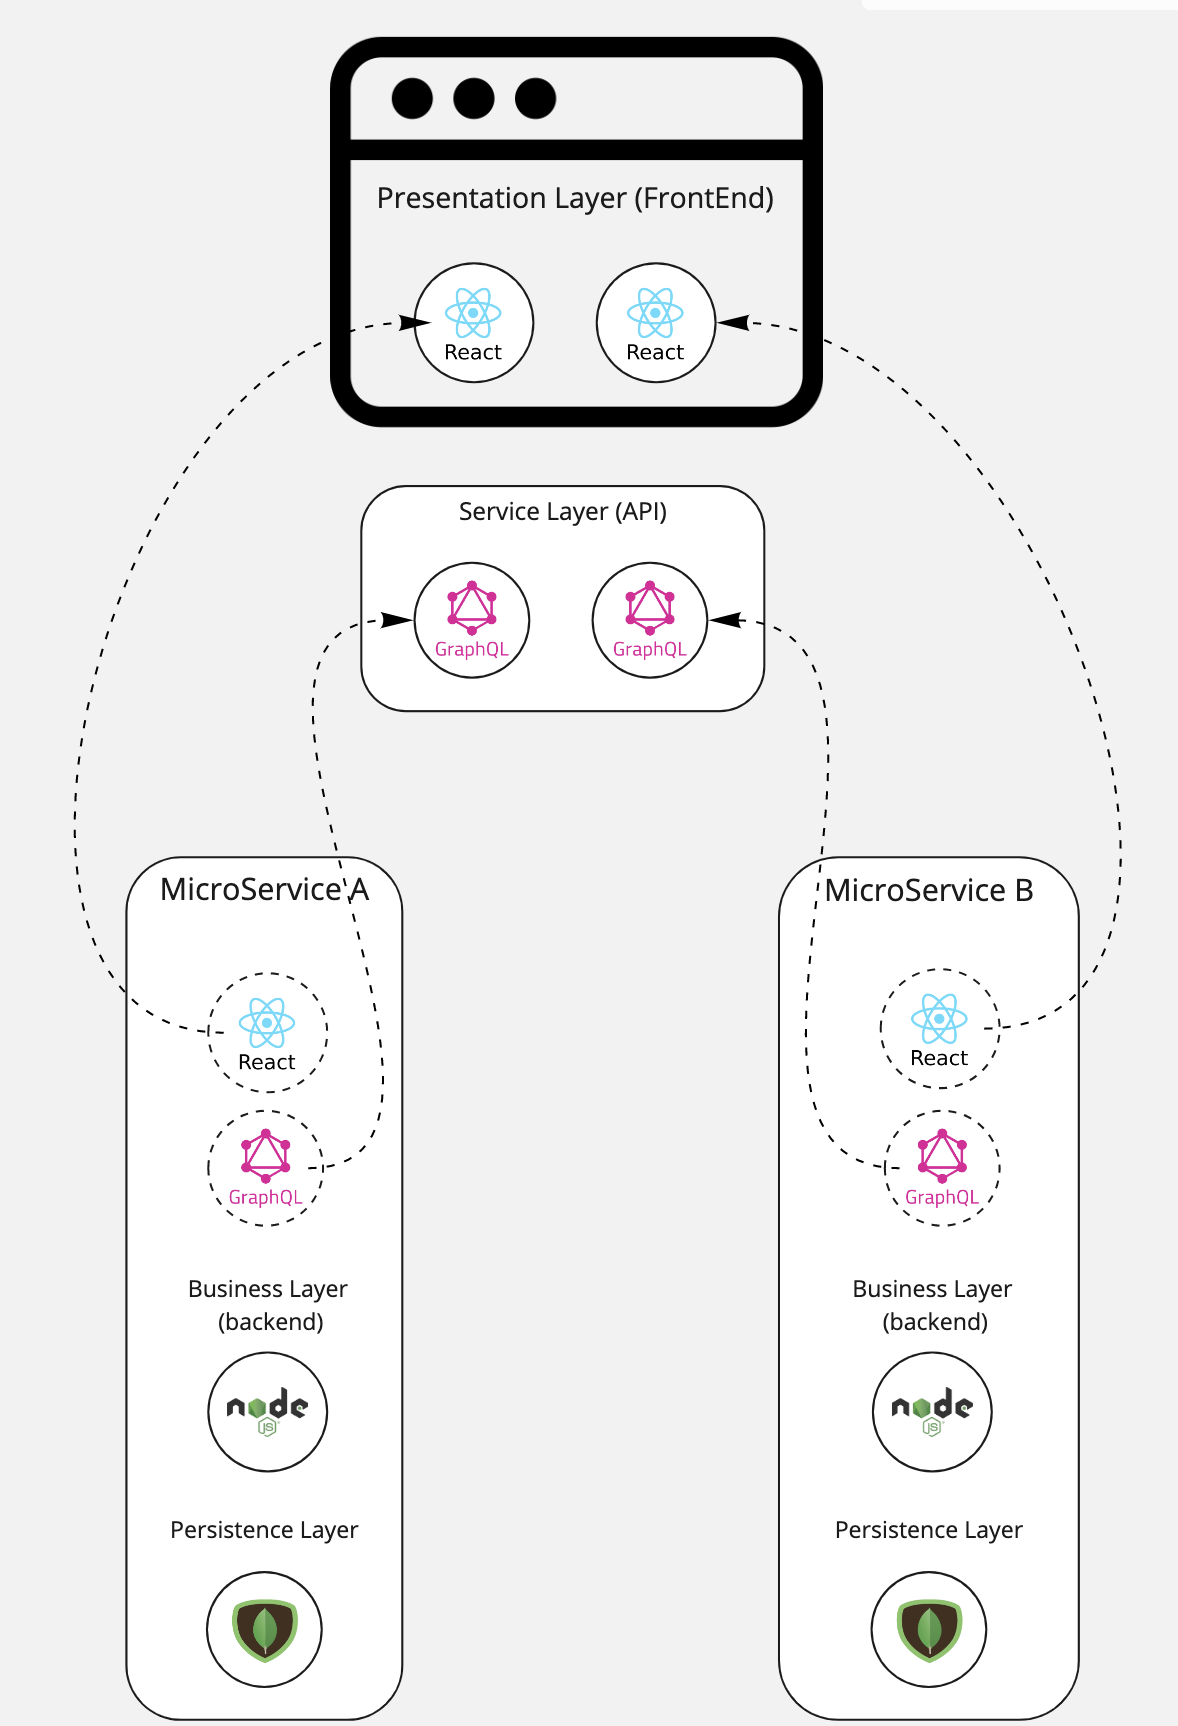 Presentation Layer (FrontEnd)
React
React
Service Layer (API)
GraphQL
GraphQL
MicroService A
React
GraphQL
Business Layer
(backend)
node
JS
Persistence Layer
MicroService B
React
GraphQL
Business Layer
(backend)
node
JS
Persistence Layer